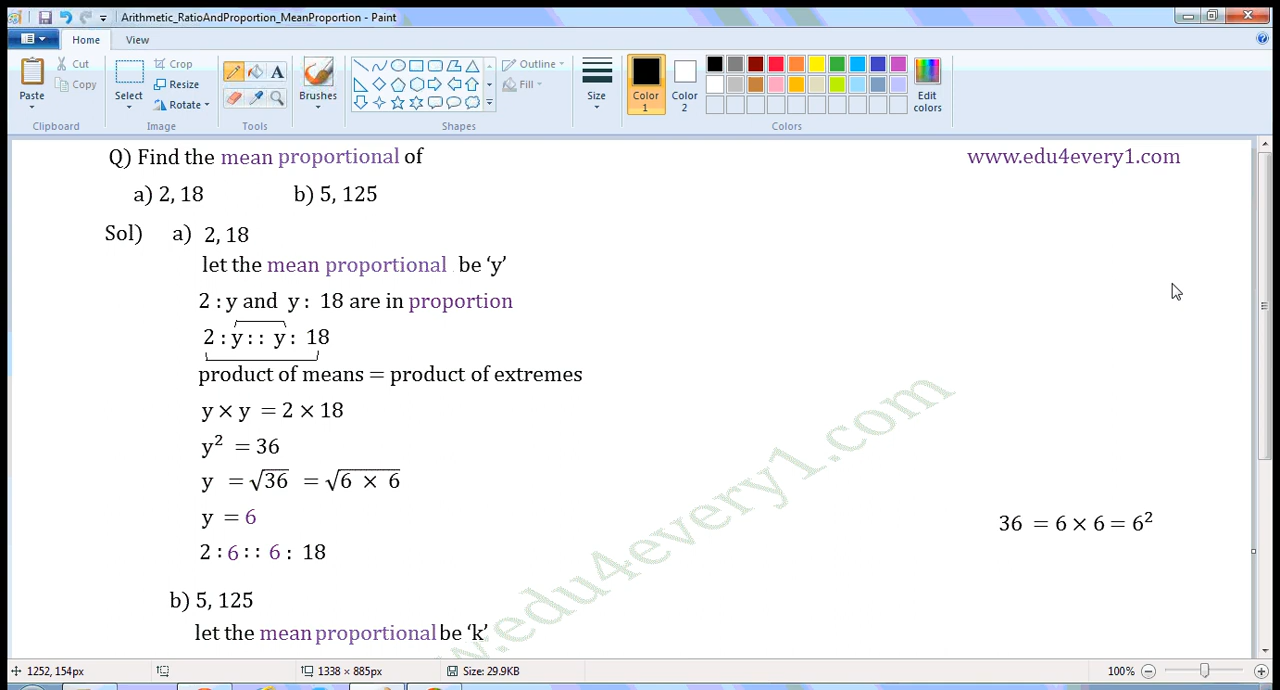 Arithmetic_RatioAndProportion_MeanProportion - Paint
Home View
Paste
Cut
Copy
Clipboard
Select
Crop
Resize
Rotate
Image
A
Tools
Brushes
Outline
Fill
Shapes
Size
Color 1
Color 2
Edit colors
Colors
Q) Find the mean proportional of
www.edu4every1.com
a) 2, 18 b) 5, 125
Sol) a) 2, 18
let the mean proportional be ‘y’
2 : y and y : 18 are in proportion
2 : y : : y : 18
product of means = product of extremes
y × y = 2 × 18
y² = 36
y = √36 = √6 × 6
y = 6
36 = 6 × 6 = 6²
2 : 6 : : 6 : 18
b) 5, 125
let the mean proportional be ‘k’
w.edu4every1.com
1252, 154px
1338 × 885px
Size: 29.9KB
100%